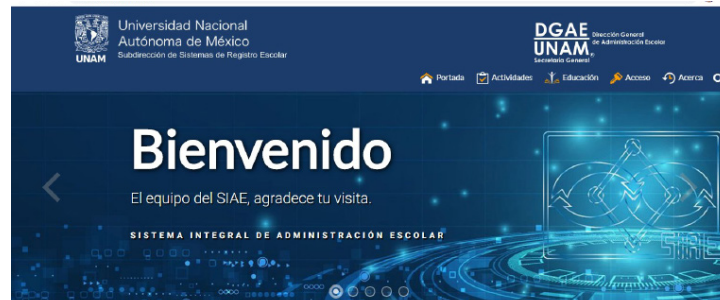 UNAM
Universidad Nacional
Autónoma de México
Subdirección de Sistemas de Registro Escolar
DGAE
UNAM
Secretaría General
Dirección General
de Administración Escolar
Portada Actividades Educación Acceso Acerca
Bienvenido
El equipo del SIAE, agradece tu visita.
SISTEMA INTEGRAL DE ADMINISTRACIÓN ESCOLAR
SIAE